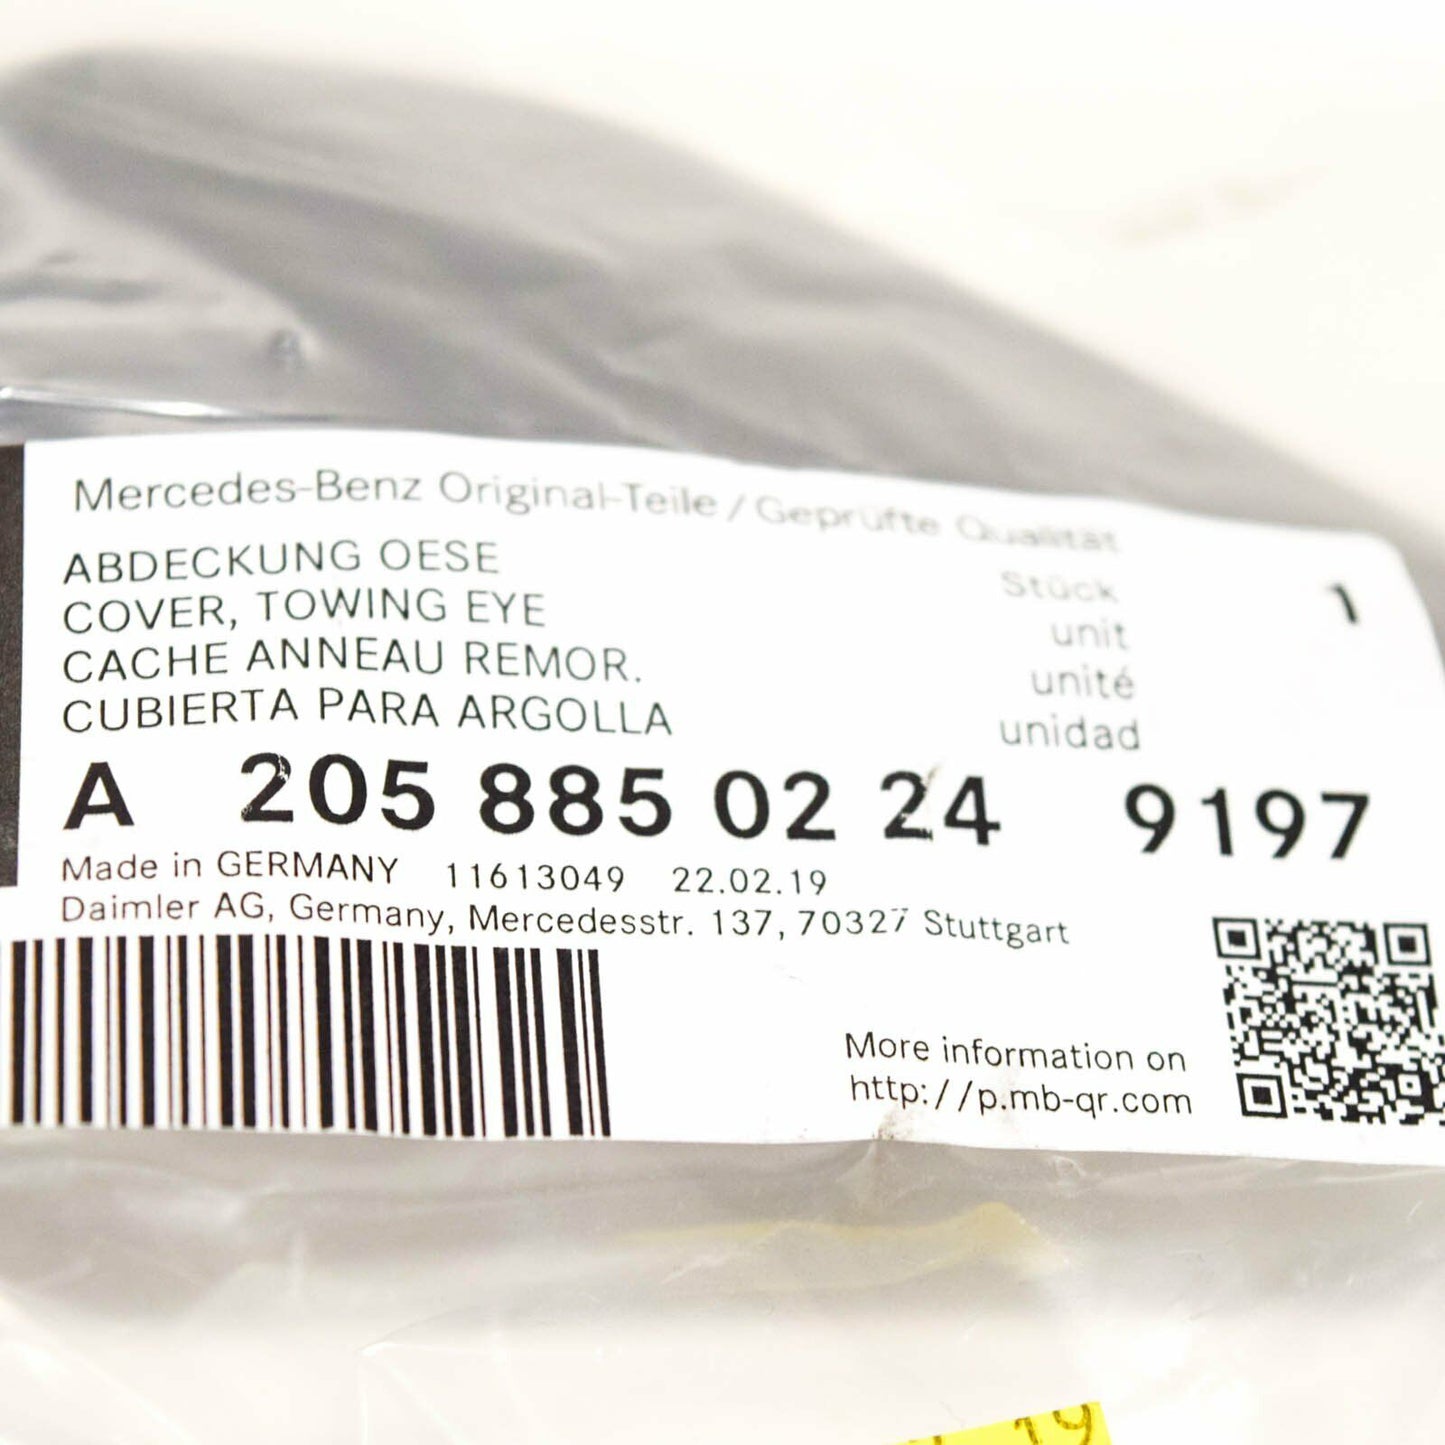 Mercedes-Benz Original-Teile / Geprüfte Qualität
ABDECKUNG OESE
COVER, TOWING EYE
CACHE ANNEAU REMOR.
CUBIERTA PARA ARGOLLA
Stück 1
unit
unité
unidad
A 205 885 02 24 9197
Made in GERMANY 11613049 22.02.19
Daimler AG, Germany, Mercedesstr. 137, 70327 Stuttgart
More information on
http://p.mb-qr.com
19